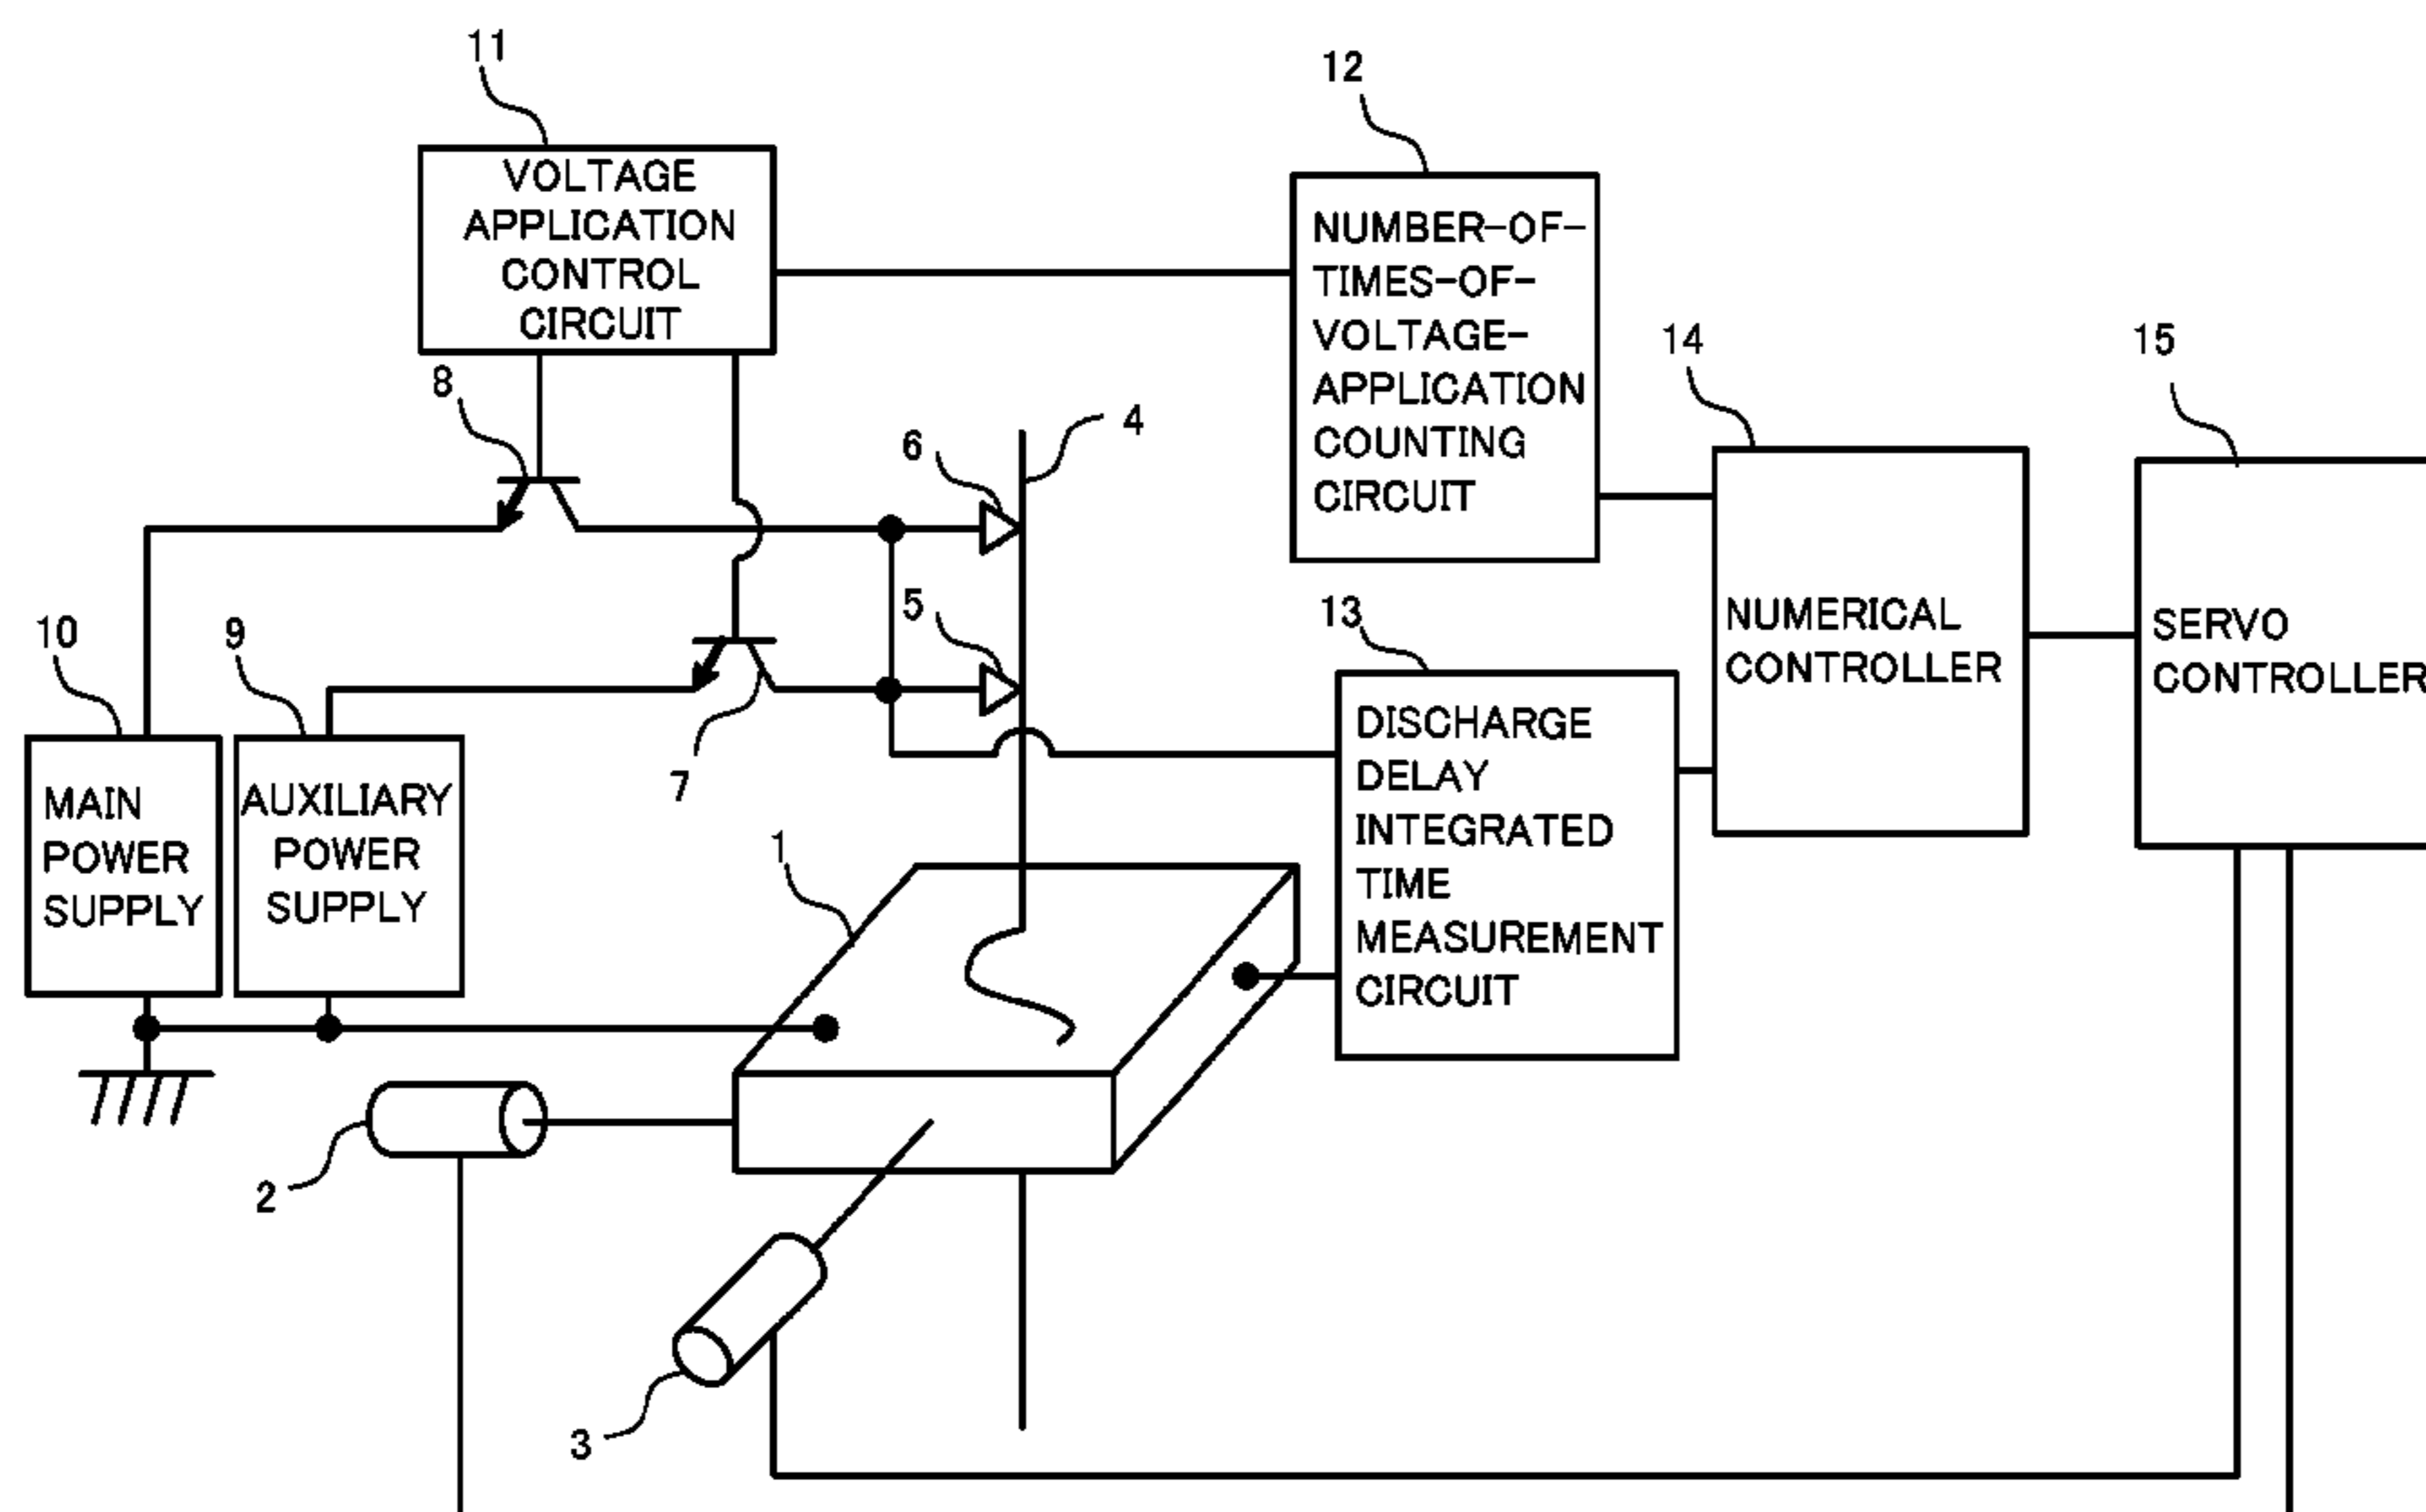 11
12
VOLTAGE
APPLICATION
CONTROL
CIRCUIT
NUMBER-OF-
TIMES-OF-
VOLTAGE-
APPLICATION
COUNTING
CIRCUIT
14
15
8
6
4
10
9
5
13
7
NUMERICAL
CONTROLLER
SERVO
CONTROLLER
MAIN
POWER
SUPPLY
AUXILIARY
POWER
SUPPLY
DISCHARGE
DELAY
INTEGRATED
TIME
MEASUREMENT
CIRCUIT
1
2
3